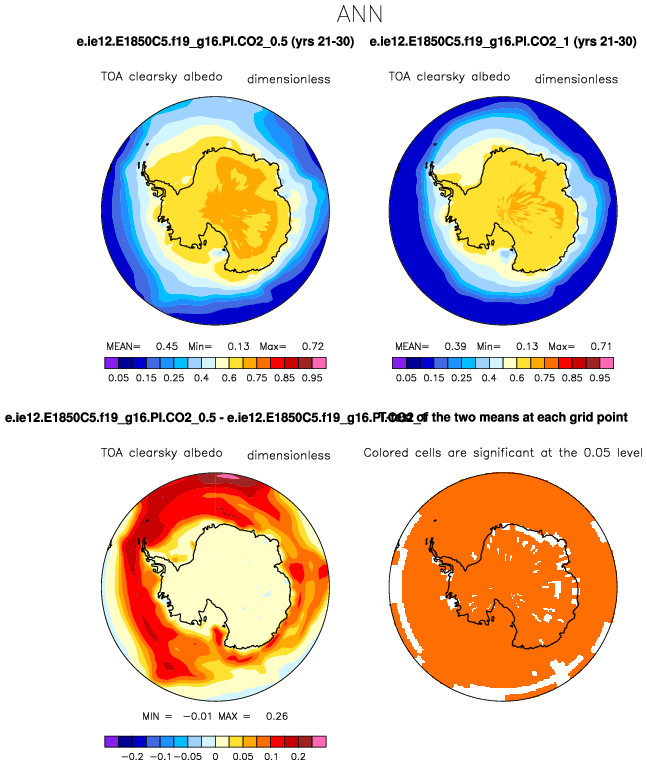 ANN
e.ie12.E1850C5.f19_g16.PI.CO2_0.5 (yrs 21-30)
e.ie12.E1850C5.f19_g16.PI.CO2_1 (yrs 21-30)
TOA clearsky albedo dimensionless
TOA clearsky albedo dimensionless
MEAN= 0.45 Min= 0.13 Max= 0.72
0.05 0.15 0.25 0.4 0.6 0.75 0.85 0.95
MEAN= 0.39 Min= 0.13 Max= 0.71
0.05 0.15 0.25 0.4 0.6 0.75 0.85 0.95
e.ie12.E1850C5.f19_g16.PI.CO2_0.5 - e.ie12.E1850C5.f19_g16.PI.CO2_1
of the two means at each grid point
TOA clearsky albedo dimensionless
Colored cells are significant at the 0.05 level
MIN = -0.01 MAX = 0.26
-0.2 -0.1 -0.05 0 0.05 0.1 0.2